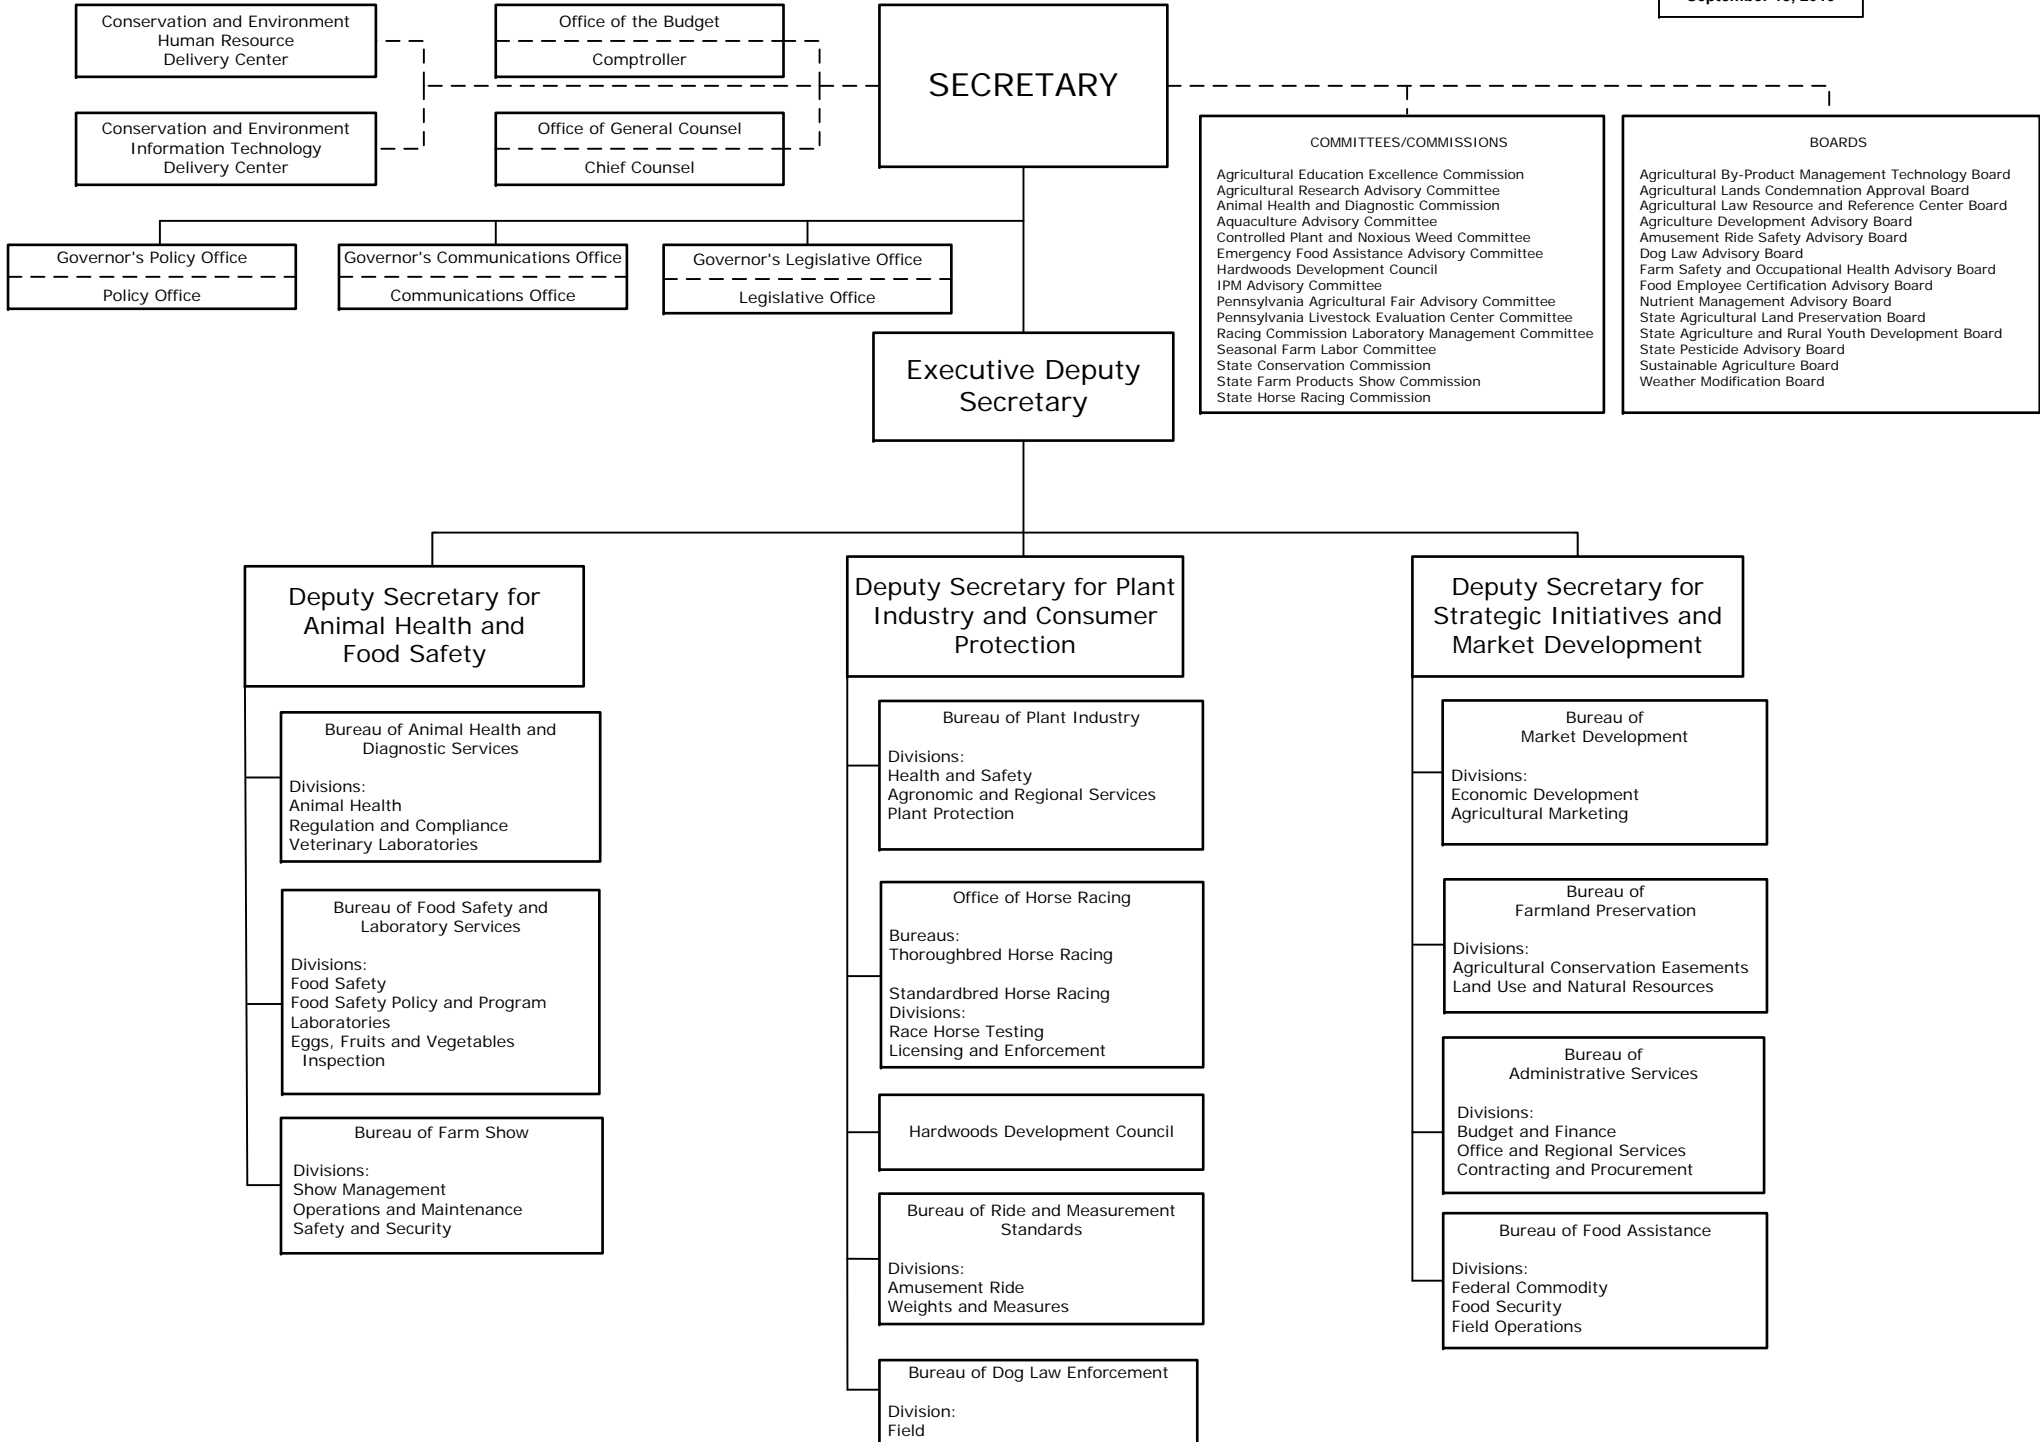 Conservation and Environment
Human Resource
Delivery Center
Office of the Budget
Comptroller
SECRETARY
Conservation and Environment
Information Technology
Delivery Center
Office of General Counsel
Chief Counsel
COMMITTEES/COMMISSIONS
Agricultural Education Excellence Commission
Agricultural Research Advisory Committee
Animal Health and Diagnostic Commission
Aquaculture Advisory Committee
Controlled Plant and Noxious Weed Committee
Emergency Food Assistance Advisory Committee
Hardwoods Development Council
IPM Advisory Committee
Pennsylvania Agricultural Fair Advisory Committee
Pennsylvania Livestock Evaluation Center Committee
Racing Commission Laboratory Management Committee
Seasonal Farm Labor Committee
State Conservation Commission
State Farm Products Show Commission
State Horse Racing Commission
BOARDS
Agricultural By-Product Management Technology Board
Agricultural Lands Condemnation Approval Board
Agricultural Law Resource and Reference Center Board
Agriculture Development Advisory Board
Amusement Ride Safety Advisory Board
Dog Law Advisory Board
Farm Safety and Occupational Health Advisory Board
Food Employee Certification Advisory Board
Nutrient Management Advisory Board
State Agricultural Land Preservation Board
State Agriculture and Rural Youth Development Board
State Pesticide Advisory Board
Sustainable Agriculture Board
Weather Modification Board
Governor's Policy Office
Policy Office
Governor's Communications Office
Communications Office
Governor's Legislative Office
Legislative Office
Executive Deputy
Secretary
Deputy Secretary for
Animal Health and
Food Safety
Bureau of Animal Health and
Diagnostic Services
Divisions:
Animal Health
Regulation and Compliance
Veterinary Laboratories
Bureau of Food Safety and
Laboratory Services
Divisions:
Food Safety
Food Safety Policy and Program
Laboratories
Eggs, Fruits and Vegetables
Inspection
Bureau of Farm Show
Divisions:
Show Management
Operations and Maintenance
Safety and Security
Deputy Secretary for Plant
Industry and Consumer
Protection
Bureau of Plant Industry
Divisions:
Health and Safety
Agronomic and Regional Services
Plant Protection
Office of Horse Racing
Bureaus:
Thoroughbred Horse Racing
Standardbred Horse Racing
Divisions:
Race Horse Testing
Licensing and Enforcement
Hardwoods Development Council
Bureau of Ride and Measurement
Standards
Divisions:
Amusement Ride
Weights and Measures
Bureau of Dog Law Enforcement
Division:
Field
Deputy Secretary for
Strategic Initiatives and
Market Development
Bureau of
Market Development
Divisions:
Economic Development
Agricultural Marketing
Bureau of
Farmland Preservation
Divisions:
Agricultural Conservation Easements
Land Use and Natural Resources
Bureau of
Administrative Services
Divisions:
Budget and Finance
Office and Regional Services
Contracting and Procurement
Bureau of Food Assistance
Divisions:
Federal Commodity
Food Security
Field Operations